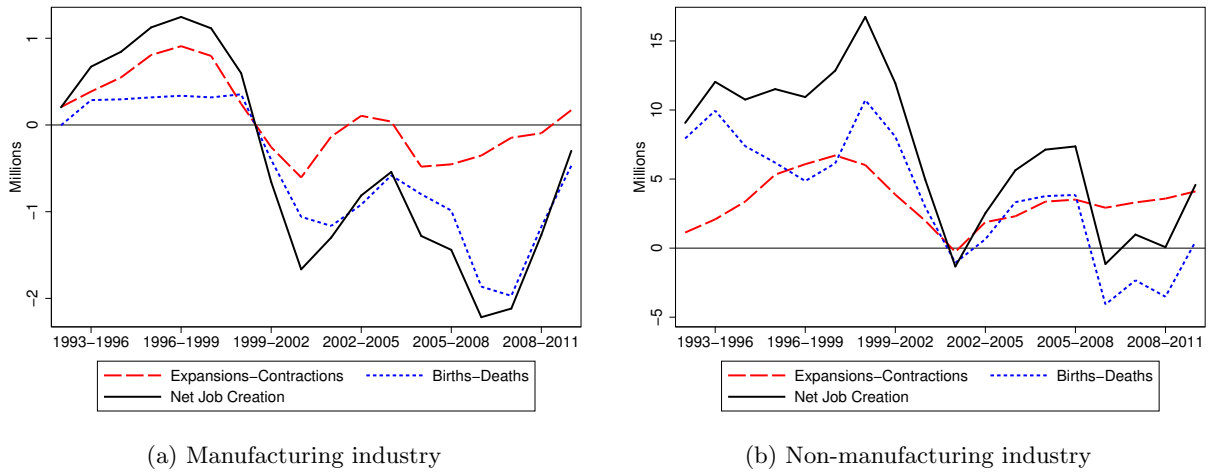 Millions
1
0
−1
−2
1993−1996 1996−1999 1999−2002 2002−2005 2005−2008 2008−2011
Expansions−Contractions Births−Deaths
Net Job Creation
(a) Manufacturing industry
Millions
15
10
5
0
−5
1993−1996 1996−1999 1999−2002 2002−2005 2005−2008 2008−2011
Expansions−Contractions Births−Deaths
Net Job Creation
(b) Non-manufacturing industry